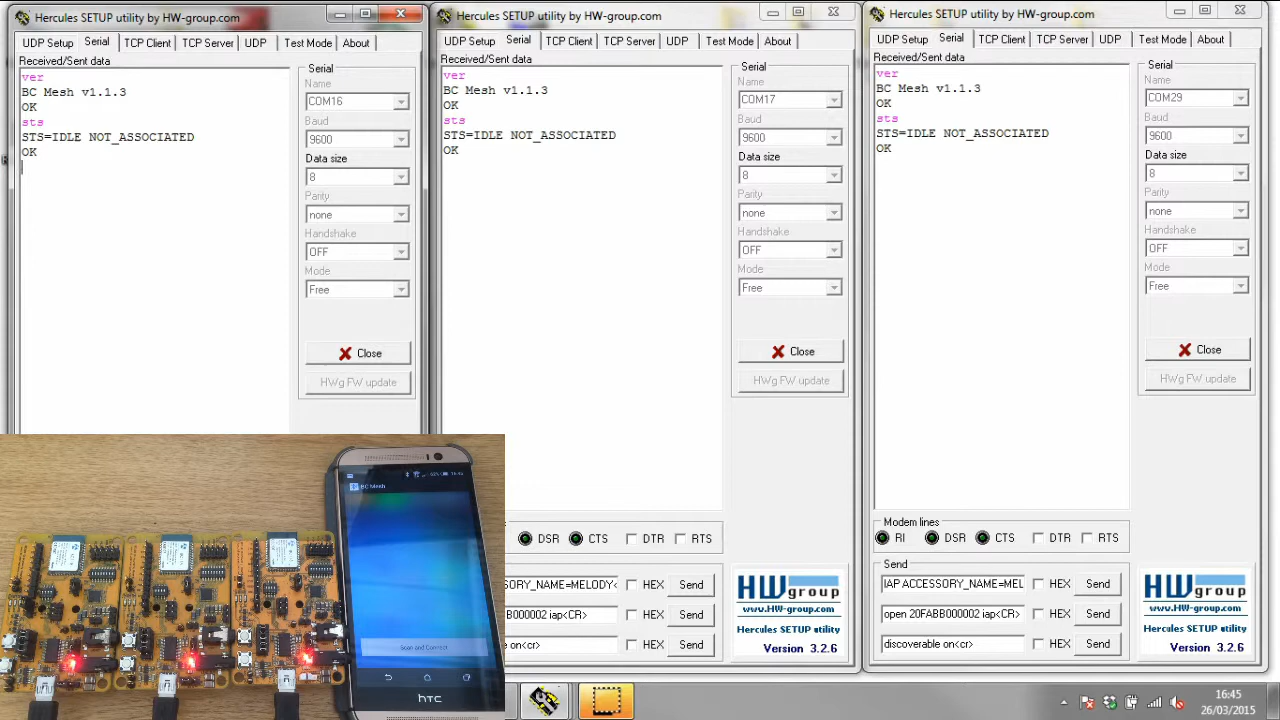 Hercules SETUP utility by HW-group.com
UDP Setup Serial TCP Client TCP Server UDP Test Mode About
Received/Sent data
ver
BC Mesh v1.1.3
OK
sts
STS=IDLE NOT_ASSOCIATED
OK
Serial
Name
COM16
Baud
9600
Data size
8
Parity
none
Handshake
OFF
Mode
Free
Close
HWg FW update
Hercules SETUP utility by HW-group.com
UDP Setup Serial TCP Client TCP Server UDP Test Mode About
Received/Sent data
ver
BC Mesh v1.1.3
OK
sts
STS=IDLE NOT_ASSOCIATED
OK
Serial
Name
COM17
Baud
9600
Data size
8
Parity
none
Handshake
OFF
Mode
Free
Close
HWg FW update
DSR CTS DTR RTS
SORY_NAME=MELODY< HEX Send
BB000002 iap<CR> HEX Send
on<cr> HEX Send
HW group
www.HW-group.com
Hercules SETUP utility
Version 3.2.6
Hercules SETUP utility by HW-group.com
UDP Setup Serial TCP Client TCP Server UDP Test Mode About
Received/Sent data
ver
BC Mesh v1.1.3
OK
sts
STS=IDLE NOT_ASSOCIATED
OK
Serial
Name
COM29
Baud
9600
Data size
8
Parity
none
Handshake
OFF
Mode
Free
Close
HWg FW update
Modem lines
RI DSR CTS DTR RTS
Send
IAP ACCESSORY_NAME=MEL HEX Send
open 20FABB000002 iap<CR> HEX Send
discoverable on<cr> HEX Send
HW group
www.HW-group.com
Hercules SETUP utility
Version 3.2.6
BC Mesh
Scan and Connect
hTC
16:45
26/03/2015